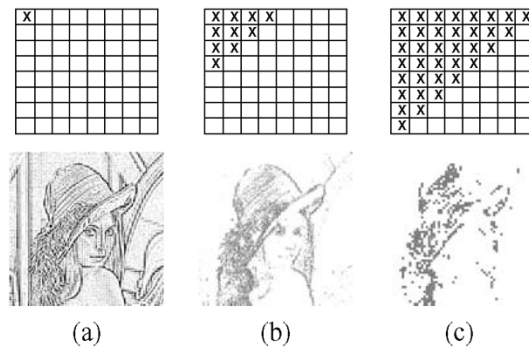 X X X X X X X X X X X X X
X X X X X X X X X X
X X X X X X X X
X X X X X X
X X X X
X X X
X X
X
(a) (b) (c)